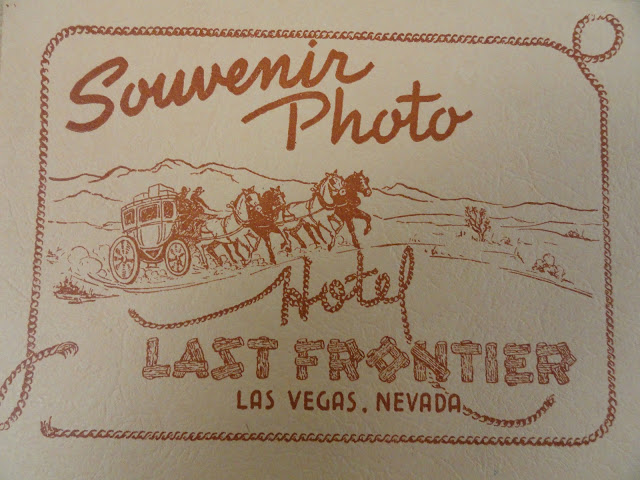 Souvenir
Photo
Hotel
LAST FRONTIER
LAS VEGAS, NEVADA